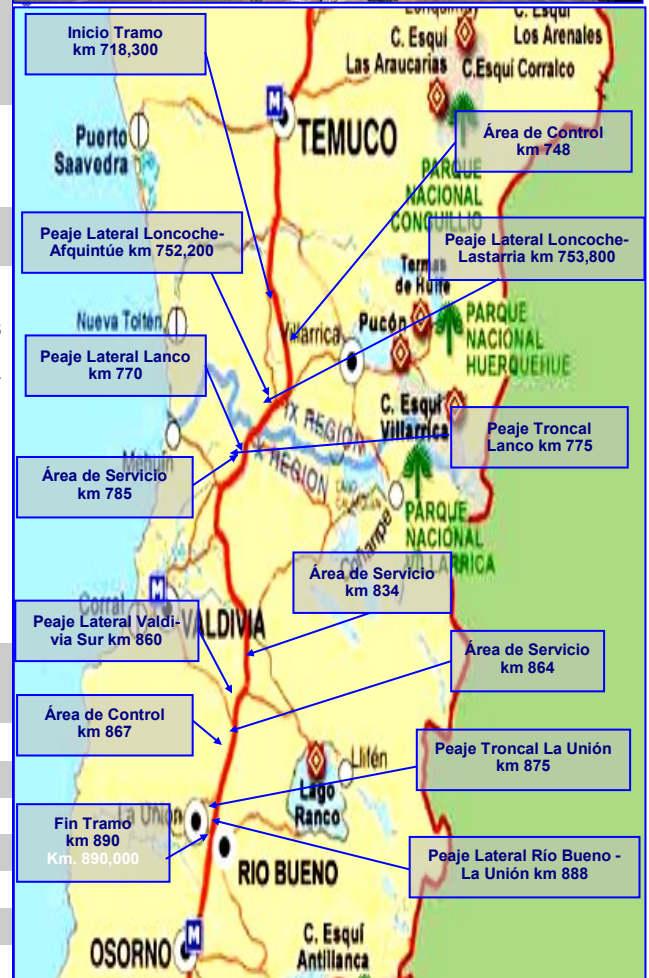 C. Esquí
Los Arenales
C. Esquí
Las Araucarias
C.Esquí Corralco
Inicio Tramo
km 718,300
M
TEMUCO
Puerto
Saavedra
Área de Control
km 748
PARQUE
NACIONAL
CONGUILLIO
Peaje Lateral Loncoche-
Afquintúe km 752,200
Peaje Lateral Loncoche-
Lastarria km 753,800
Termas
de Huife
Nueva Toltén
Villarrica
Pucón
PARQUE
NACIONAL
HUERQUEHUE
Peaje Lateral Lanco
km 770
C. Esquí
Villarrica
IX REGION
X REGION
Peaje Troncal
Lanco km 775
Mehuín
Área de Servicio
km 785
PARQUE
NACIONAL
VILLARRICA
Coñaripe
Área de Servicio
km 834
M
Corral
VALDIVIA
Peaje Lateral Valdi-
via Sur km 860
Área de Servicio
km 864
Área de Control
km 867
Peaje Troncal La Unión
km 875
Llifén
Lago
Ranco
La Unión
Fin Tramo
km 890
Km. 890,000
RIO BUENO
Peaje Lateral Río Bueno -
La Unión km 888
M
OSORNO
C. Esquí
Antillanca